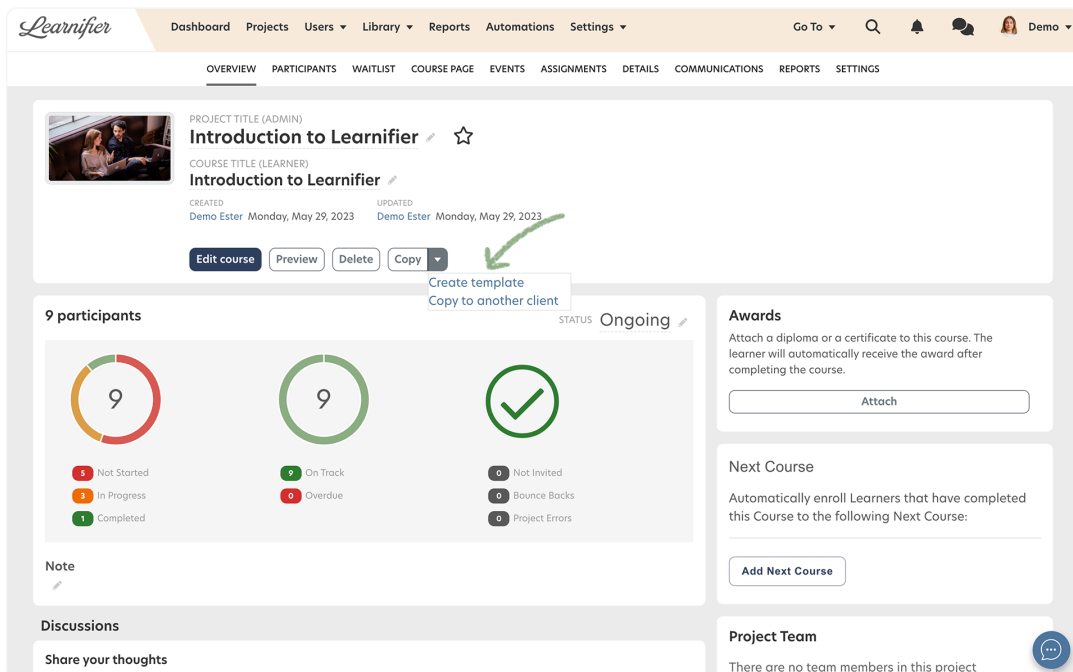 Learnifier
Dashboard Projects Users Library Reports Automations Settings Go To Demo
OVERVIEW PARTICIPANTS WAITLIST COURSE PAGE EVENTS ASSIGNMENTS DETAILS COMMUNICATIONS REPORTS SETTINGS
PROJECT TITLE (ADMIN)
Introduction to Learnifier
COURSE TITLE (LEARNER)
Introduction to Learnifier
CREATED UPDATED
Demo Ester Monday, May 29, 2023 Demo Ester Monday, May 29, 2023
Edit course Preview Delete Copy
Create template
Copy to another client
9 participants
STATUS Ongoing
9 9
5 Not Started 9 On Track 0 Not Invited
3 In Progress 0 Overdue 0 Bounce Backs
1 Completed 0 Project Errors
Note
Awards
Attach a diploma or a certificate to this course. The
learner will automatically receive the award after
completing the course.
Attach
Next Course
Automatically enroll Learners that have completed
this Course to the following Next Course:
Add Next Course
Discussions
Share your thoughts
Project Team
There are no team members in this project